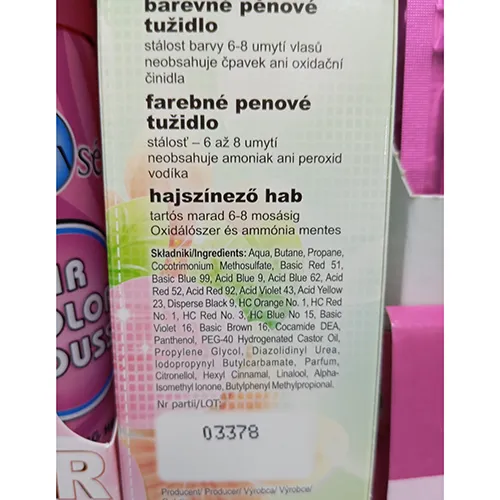 barevné pěnové
tužidlo
stálost barvy 6-8 umytí vlasů
neobsahuje čpavek ani oxidační
činidla
farebné penové
tužidlo
stálosť – 6 až 8 umytí
neobsahuje amoniak ani peroxid
vodíka
hajszínező hab
tartós marad 6-8 mosásig
Oxidálószer és ammónia mentes
Składniki/Ingredients: Aqua, Butane, Propane,
Cocotrimonium Methosulfate, Basic Red 51,
Basic Blue 99, Acid Blue 9, Acid Blue 62, Acid
Red 52, Acid Red 92, Acid Violet 43, Acid Yellow
23, Disperse Black 9, HC Orange No. 1, HC Red
No. 1, HC Red No. 3, HC Blue No 15, Basic
Violet 16, Basic Brown 16, Cocamide DEA,
Panthenol, PEG-40 Hydrogenated Castor Oil,
Propylene Glycol, Diazolidinyl Urea,
Iodopropynyl Butylcarbamate, Parfum,
Citronellol, Hexyl Cinnamal, Linalool, Alpha-
Isomethyl Ionone, Butylphenyl Methylpropional.
Nr partii/LOT:
03378
Producent/ Producer/ Výrobca/ Výrobce/